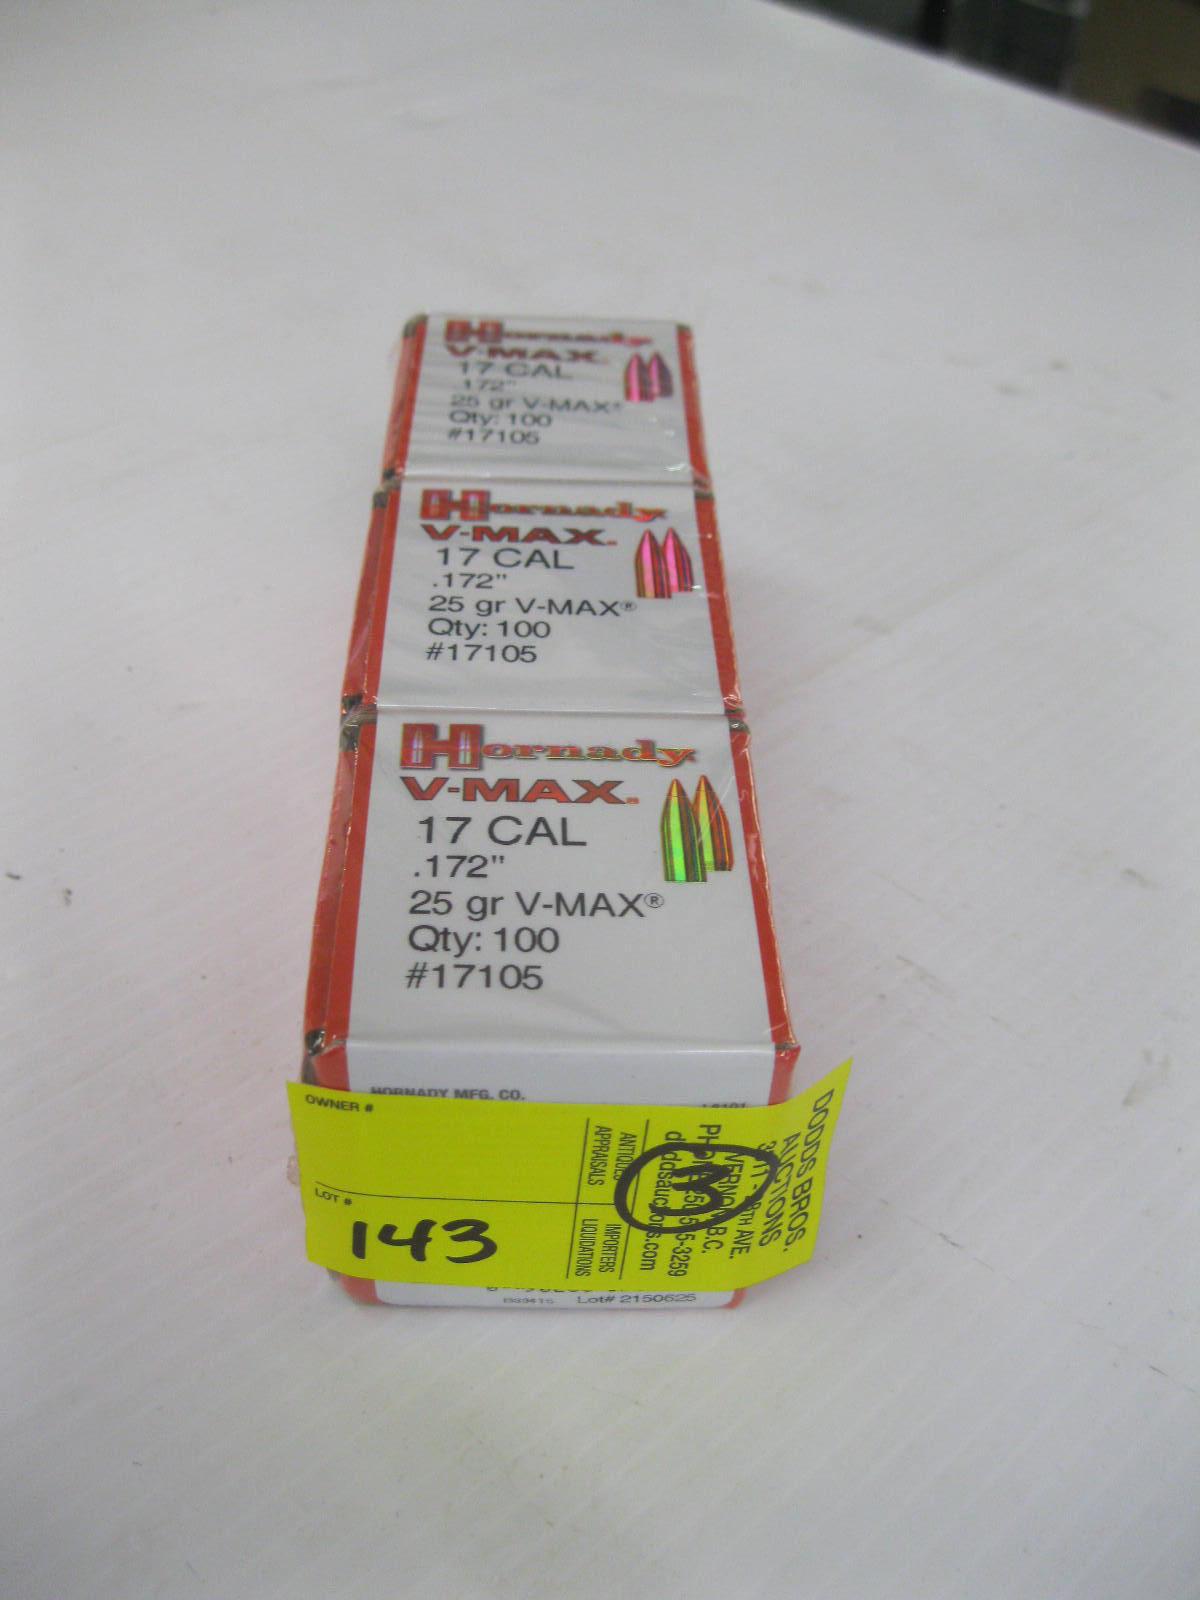 Hornady
V-MAX
17 CAL
.172"
25 gr V-MAX®
Qty: 100
#17105
Hornady
V-MAX
17 CAL
.172"
25 gr V-MAX®
Qty: 100
#17105
Hornady
V-MAX
17 CAL
.172"
25 gr V-MAX®
Qty: 100
#17105
HORNADY MFG. CO.
OWNER #
LOT #
143
3
DODDS BROS.
AUCTIONS
AVE.
VERNON B.C.
ANTIQUES
APPRAISALS
IMPORTERS
LIQUIDATIONS
Lot# 2150625